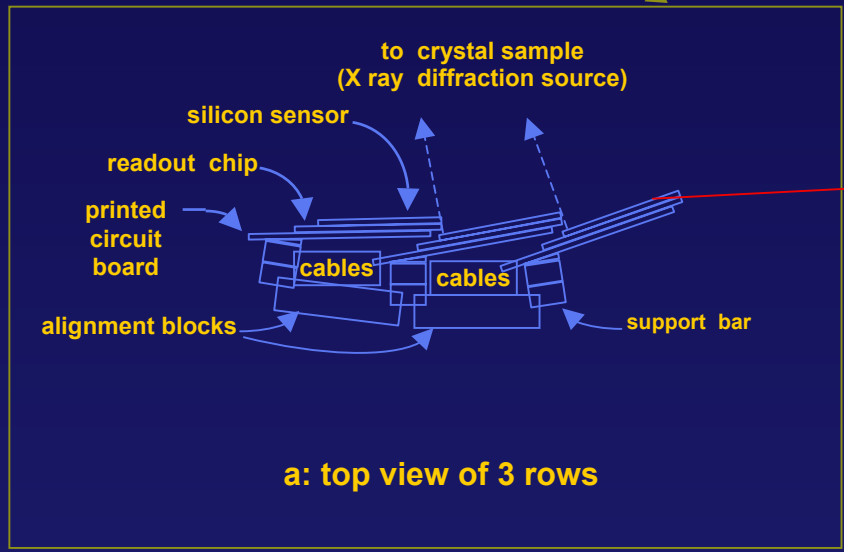 to crystal sample
(X ray diffraction source)
silicon sensor
readout chip
printed
circuit
board
cables
cables
alignment blocks
support bar
a: top view of 3 rows